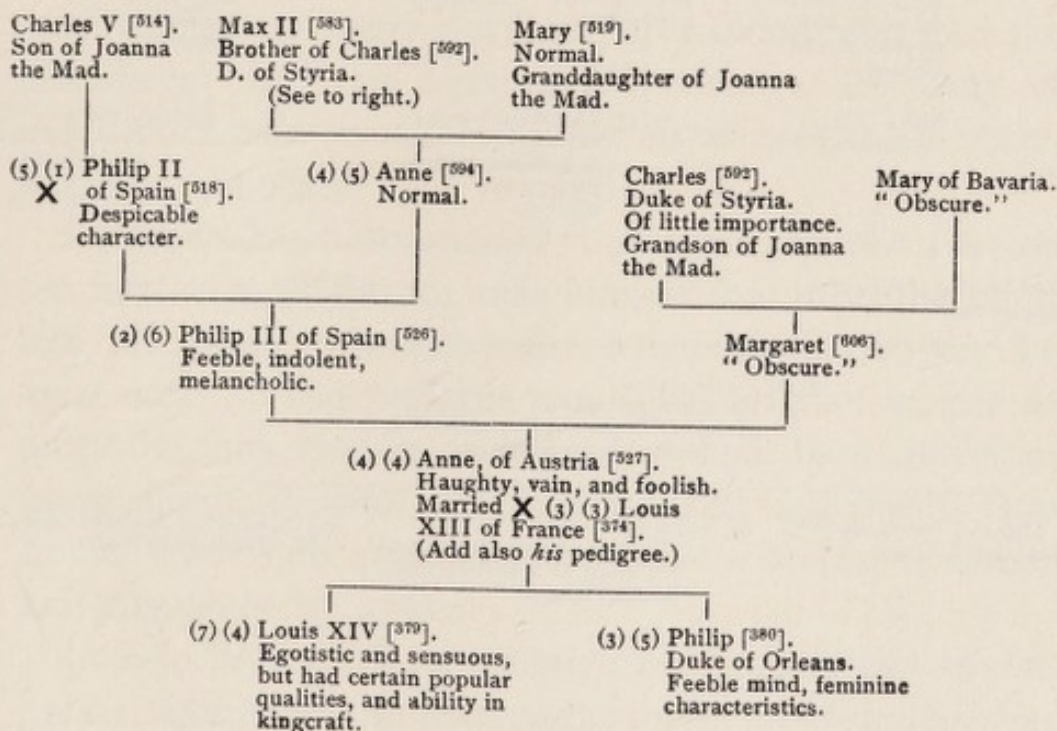 Charles V [514].
Son of Joanna
the Mad.
Max II [583].
Brother of Charles [592].
D. of Styria.
(See to right.)
Mary [519].
Normal.
Granddaughter of Joanna
the Mad.
(5) (1) Philip II
X of Spain [518].
Despicable
character.
(4) (5) Anne [594].
Normal.
Charles [592].
Duke of Styria.
Of little importance.
Grandson of Joanna
the Mad.
Mary of Bavaria.
“ Obscure.”
(2) (6) Philip III of Spain [526].
Feeble, indolent,
melancholic.
Margaret [606].
“ Obscure.”
(4) (4) Anne, of Austria [527].
Haughty, vain, and foolish.
Married X (3) (3) Louis
XIII of France [374].
(Add also his pedigree.)
(7) (4) Louis XIV [379].
Egotistic and sensuous,
but had certain popular
qualities, and ability in
kingcraft.
(3) (5) Philip [380].
Duke of Orleans.
Feeble mind, feminine
characteristics.